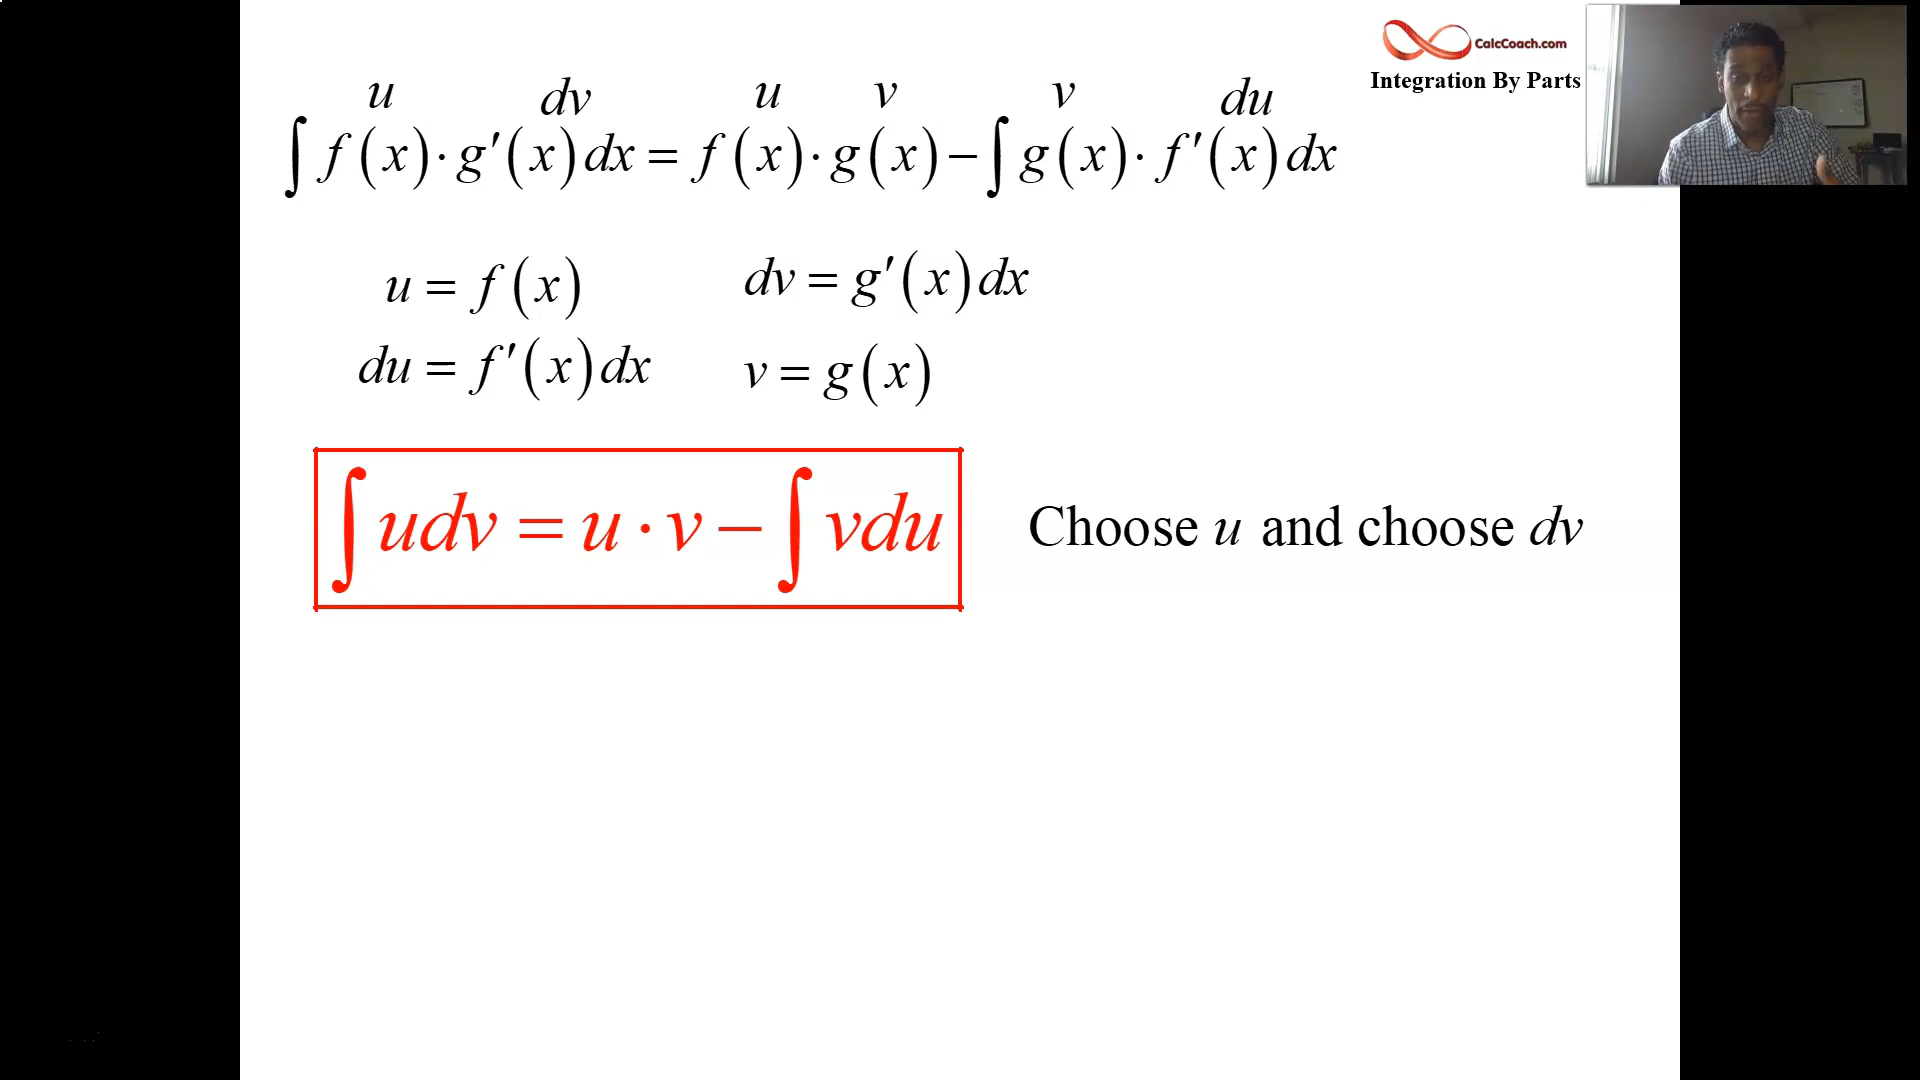 CalcCoach.com
Integration By Parts
u dv u v v du
∫ f(x)·g′(x)dx = f(x)·g(x) − ∫ g(x)·f′(x)dx
u = f(x) dv = g′(x)dx
du = f′(x)dx v = g(x)
∫ udv = u·v − ∫ vdu Choose u and choose dv